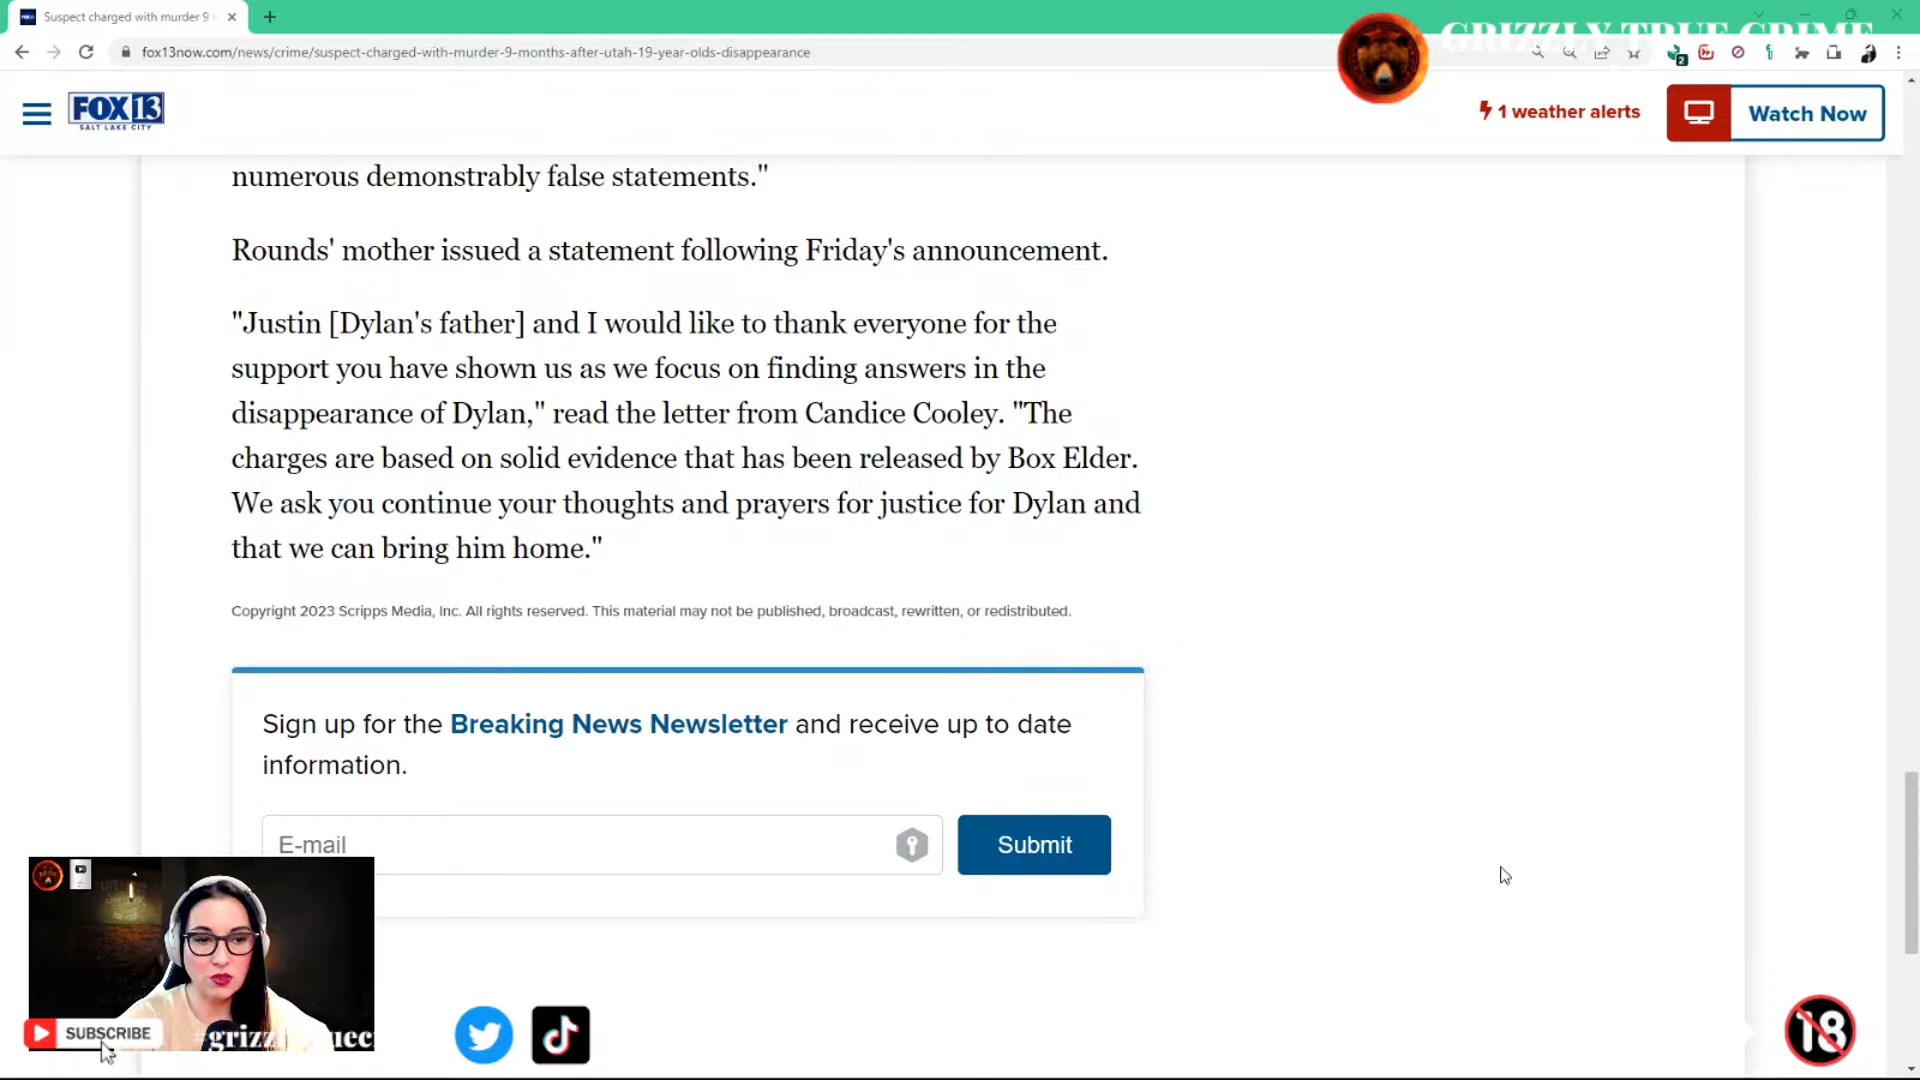 Suspect charged with murder 9
GRIZZLY TRUE CRIME
fox13now.com/news/crime/suspect-charged-with-murder-9-months-after-utah-19-year-olds-disappearance
2
FOX 13
SALT LAKE CITY
1 weather alerts
Watch Now
numerous demonstrably false statements."
Rounds' mother issued a statement following Friday's announcement.
"Justin [Dylan's father] and I would like to thank everyone for the
support you have shown us as we focus on finding answers in the
disappearance of Dylan," read the letter from Candice Cooley. "The
charges are based on solid evidence that has been released by Box Elder.
We ask you continue your thoughts and prayers for justice for Dylan and
that we can bring him home."
Copyright 2023 Scripps Media, Inc. All rights reserved. This material may not be published, broadcast, rewritten, or redistributed.
Sign up for the Breaking News Newsletter and receive up to date
information.
E-mail
Submit
SUBSCRIBE
18